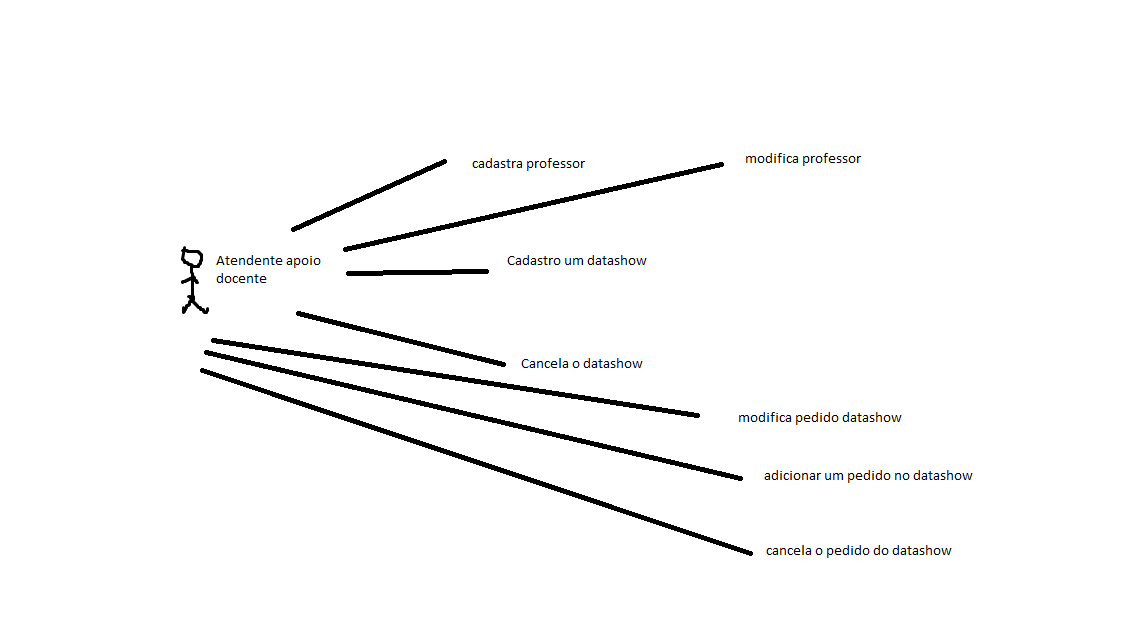 cadastra professor
modifica professor
Atendente apoio
docente
Cadastro um datashow
Cancela o datashow
modifica pedido datashow
adicionar um pedido no datashow
cancela o pedido do datashow